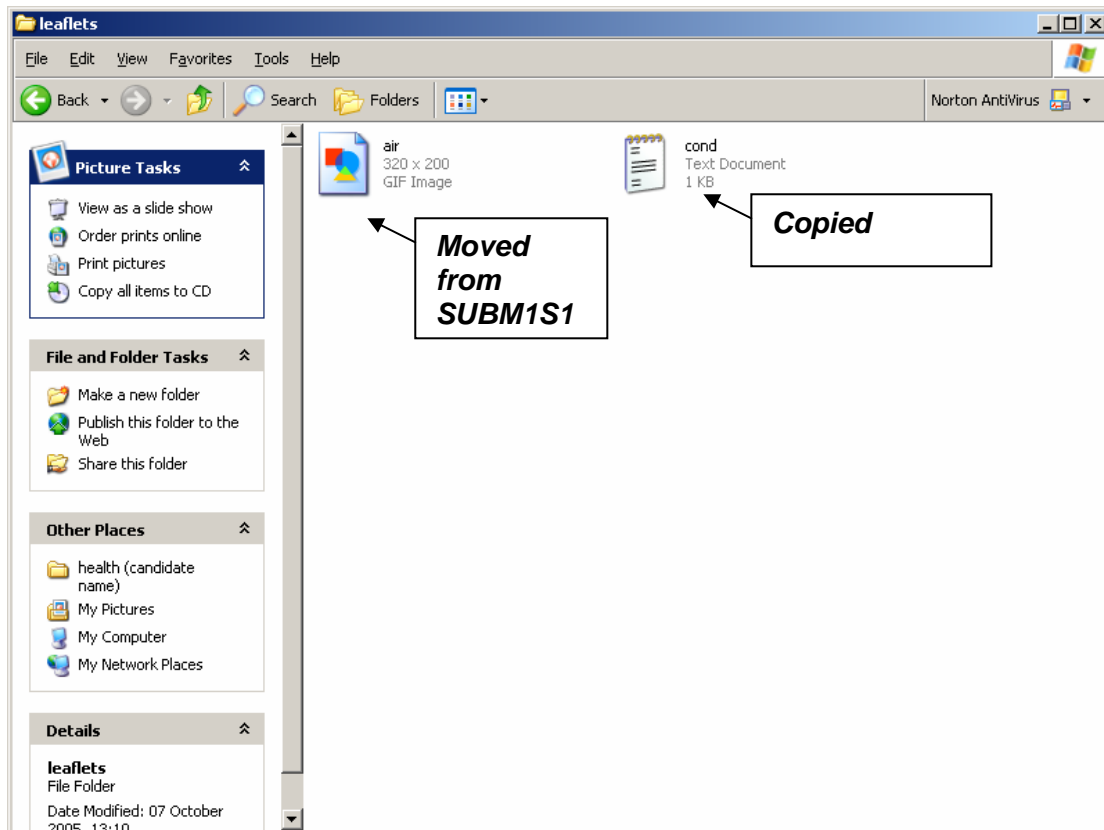 leaflets
File Edit View Favorites Tools Help
Back Search Folders Norton AntiVirus
Picture Tasks
View as a slide show
Order prints online
Print pictures
Copy all items to CD
File and Folder Tasks
Make a new folder
Publish this folder to the
Web
Share this folder
Other Places
health (candidate
name)
My Pictures
My Computer
My Network Places
Details
leaflets
File Folder
Date Modified: 07 October
2005, 13:10
air
320 x 200
GIF Image
Moved
from
SUBM1S1
cond
Text Document
1 KB
Copied